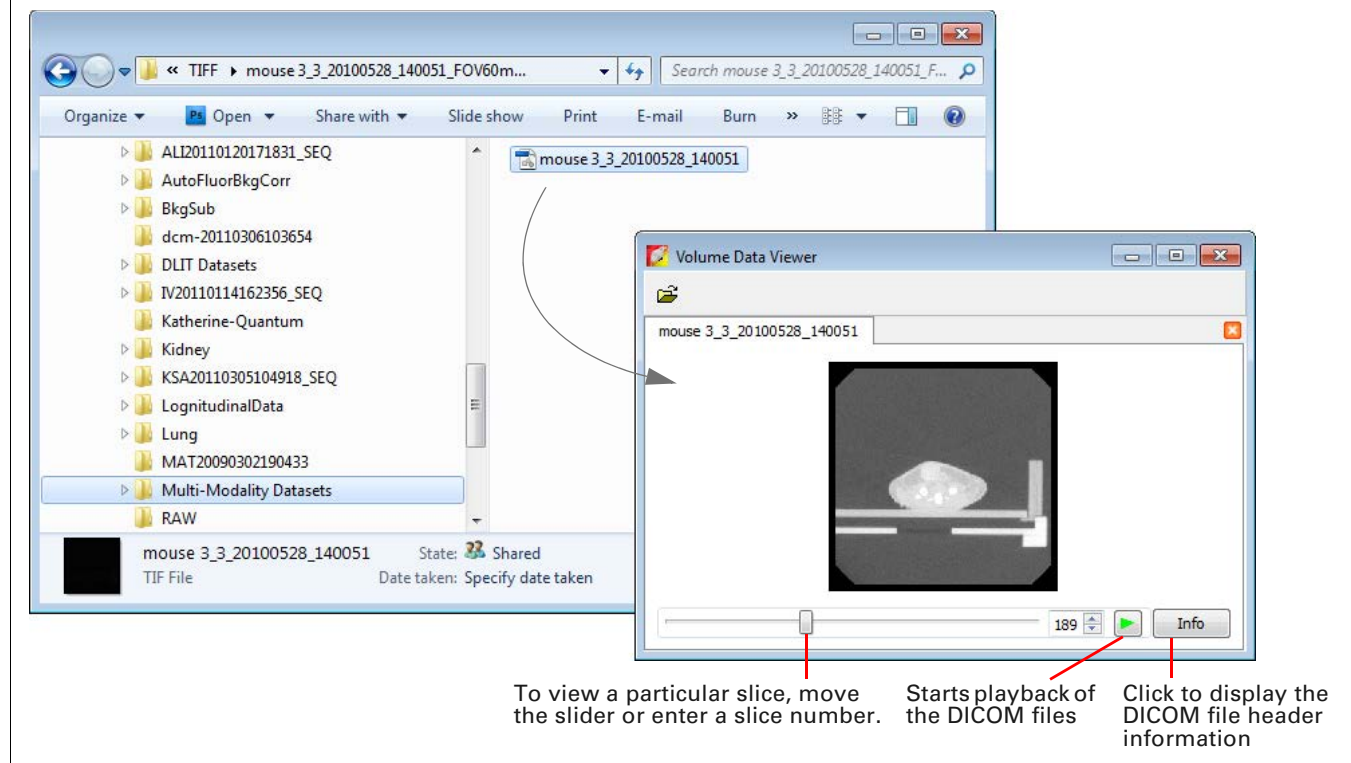 « TIFF ▸ mouse 3_3_20100528_140051_FOV60m...
Search mouse 3_3_20100528_140051_F...
Organize
Ps Open
Share with
Slide show
Print
E-mail
Burn
»
ALI20110120171831_SEQ
AutoFluorBkgCorr
BkgSub
dcm-20110306103654
DLIT Datasets
IV20110114162356_SEQ
Katherine-Quantum
Kidney
KSA20110305104918_SEQ
LognitudinalData
Lung
MAT20090302190433
Multi-Modality Datasets
RAW
mouse 3_3_20100528_140051
mouse 3_3_20100528_140051 State: Shared
TIF File Date taken: Specify date taken
Volume Data Viewer
mouse 3_3_20100528_140051
189
Info
To view a particular slice, move
the slider or enter a slice number.
Starts playback of
the DICOM files
Click to display the
DICOM file header
information